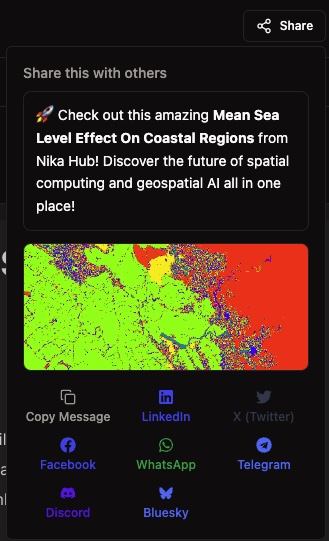 Share
Share this with others
🚀 Check out this amazing Mean Sea
Level Effect On Coastal Regions from
Nika Hub! Discover the future of spatial
computing and geospatial AI all in one
place!
Copy Message
LinkedIn
X (Twitter)
Facebook
WhatsApp
Telegram
Discord
Bluesky